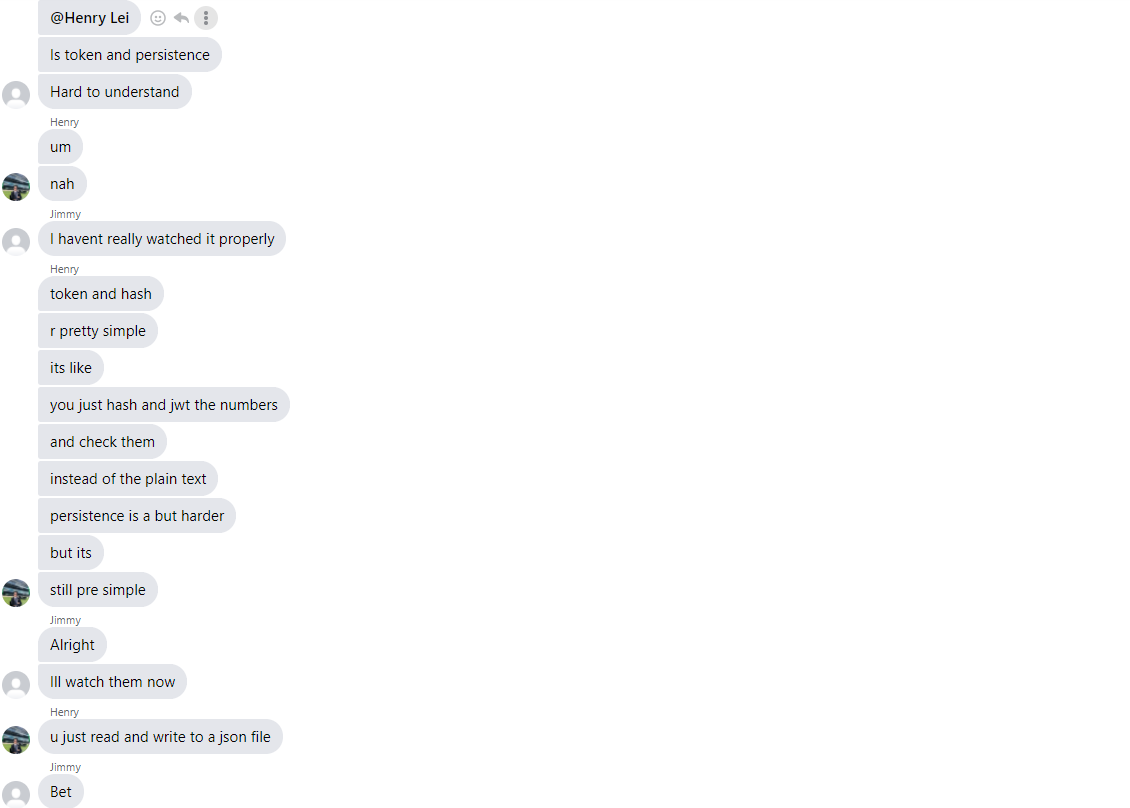 @Henry Lei
Is token and persistence
Hard to understand
Henry
um
nah
Jimmy
I havent really watched it properly
Henry
token and hash
r pretty simple
its like
you just hash and jwt the numbers
and check them
instead of the plain text
persistence is a but harder
but its
still pre simple
Jimmy
Alright
Ill watch them now
Henry
u just read and write to a json file
Jimmy
Bet